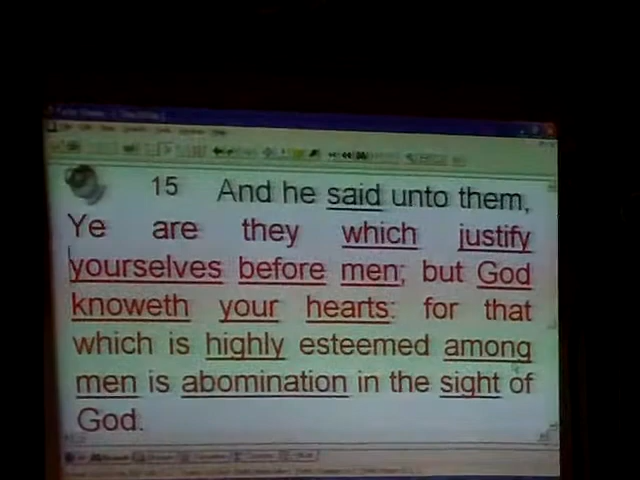 15 And he said unto them,
Ye are they which justify
yourselves before men; but God
knoweth your hearts: for that
which is highly esteemed among
men is abomination in the sight of
God.